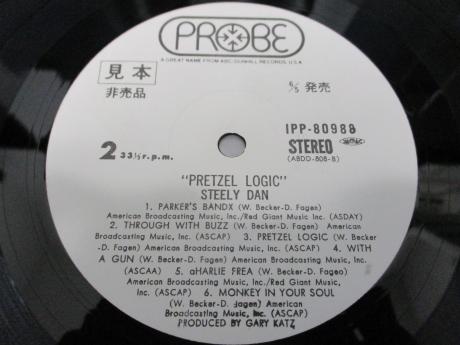 PROBE
A GREAT NAME FROM ABC/DUNHILL RECORDS, U.S.A.
見本
非売品
6/5 発売
IPP-80988
2 33⅓ r.p.m.
STEREO
(ABDO-808-B)
"PRETZEL LOGIC"
STEELY DAN
1. PARKER'S BANDX (W. Becker-D. Fagen)
American Broadcasting Music, Inc./Red Giant Music Inc. (ASDAY)
2. THROUGH WITH BUZZ (W. Becker-D. Fagen) American
Broadcasting Music, Inc. (ASCAP) 3. PRETZEL LOGIC (W. Becker
-D. Fagen) American Broadcasting Music, Inc. (ASCAP) 4. WITH
A GUN (W. Becker-D. Fagen) American Broadcasting Music, Inc.
(ASCAA) 5. aHARLIE FREA (W. Becker-D. Fagen)
American Broadcasting Music, Inc./Red Giant Music,
Inc. (ASCAP) 6. MONKEY IN YOUR SOUL
(W. Becker-D. Fagen) American Broadcasting
Music, Inc. (ASCAP)
PRODUCED BY GARY KATZ